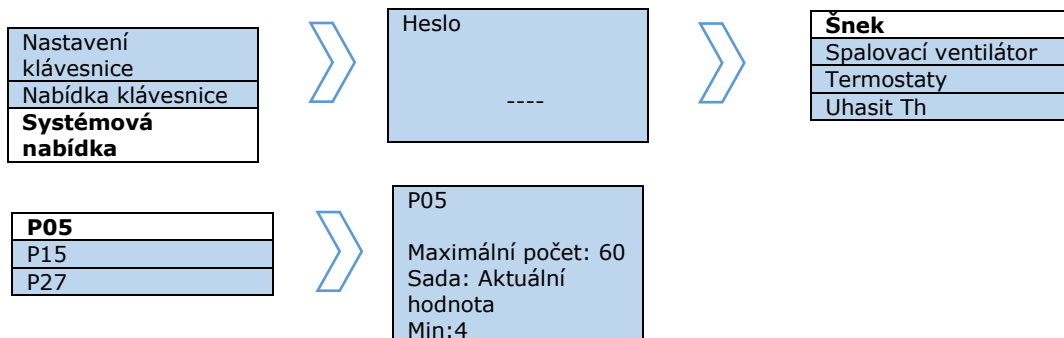 Nastavení
klávesnice
Nabídka klávesnice
Systémová
nabídka
Heslo
----
Šnek
Spalovací ventilátor
Termostaty
Uhasit Th
P05
P15
P27
P05
Maximální počet: 60
Sada: Aktuální
hodnota
Min:4